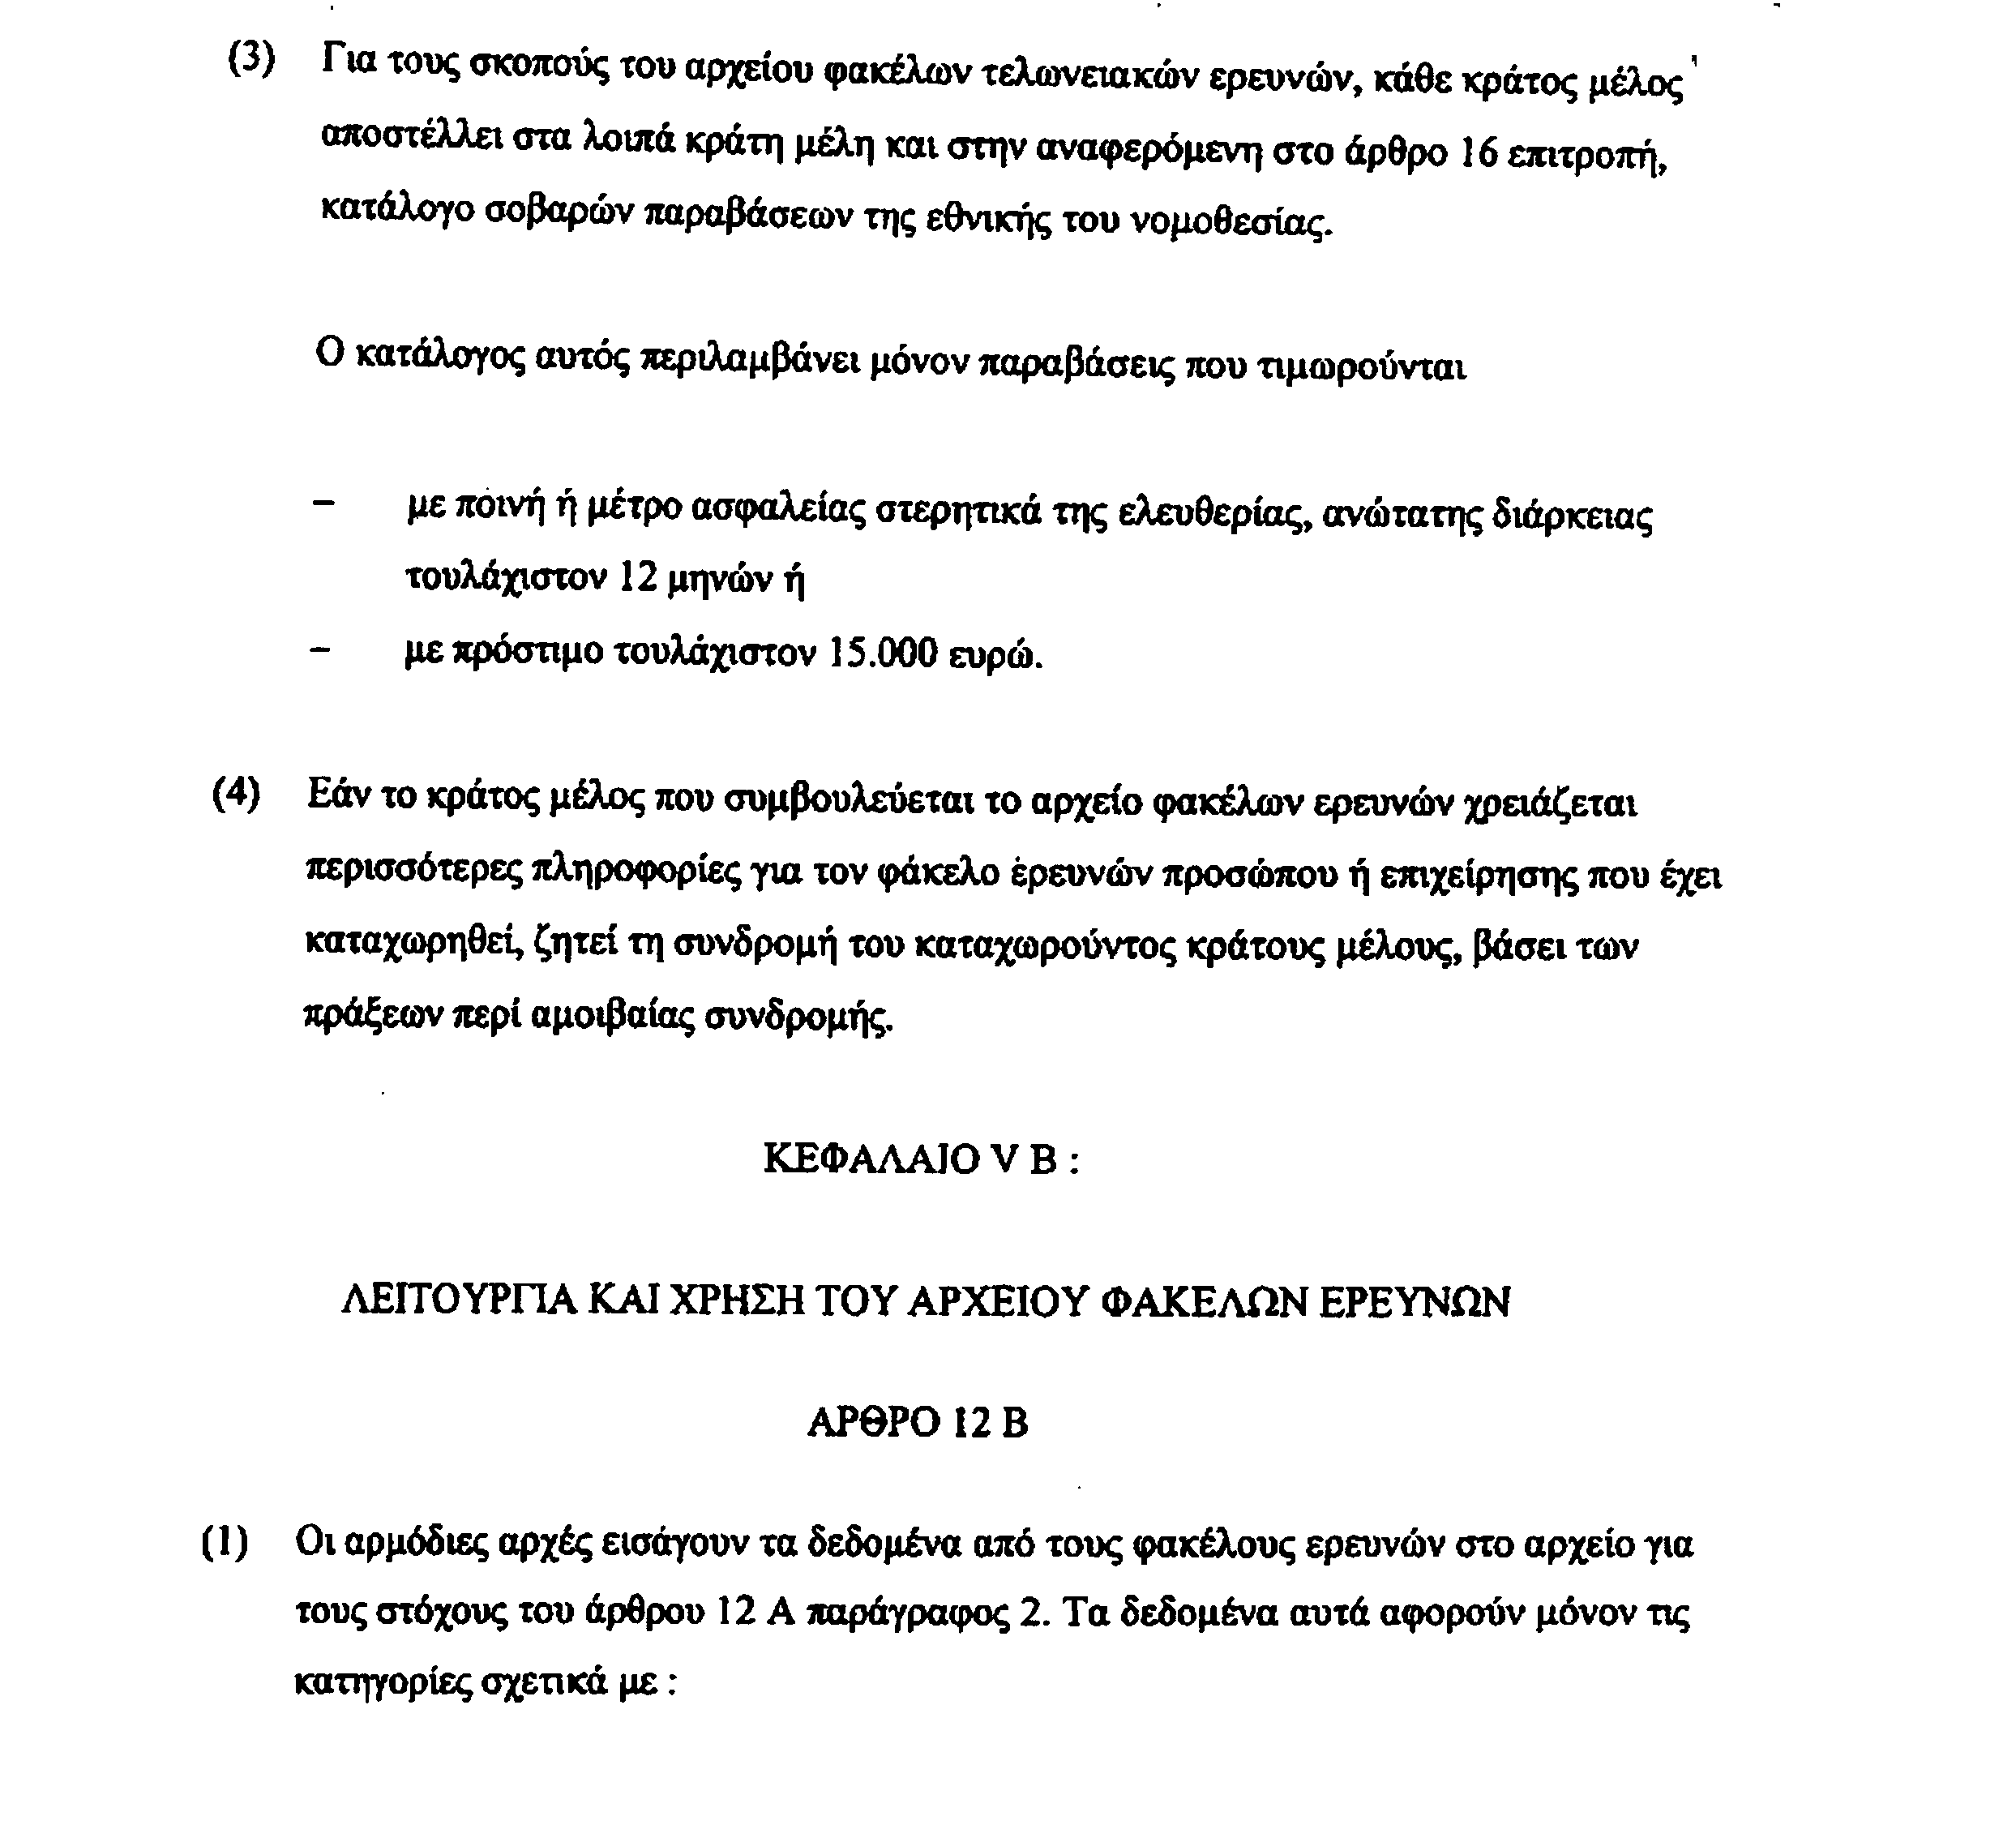 (3) Για τους σκοπούς του αρχείου φακέλων τελωνειακών ερευνών, κάθε κράτος μέλος
αποστέλλει στα λοιπά κράτη μέλη και στην αναφερόμενη στο άρθρο 16 επιτροπή,
κατάλογο σοβαρών παραβάσεων της εθνικής του νομοθεσίας.
Ο κατάλογος αυτός περιλαμβάνει μόνον παραβάσεις που τιμωρούνται
– με ποινή ή μέτρο ασφαλείας στερητικά της ελευθερίας, ανώτατης διάρκειας
τουλάχιστον 12 μηνών ή
– με πρόστιμο τουλάχιστον 15.000 ευρώ.
(4) Εάν το κράτος μέλος που συμβουλεύεται το αρχείο φακέλων ερευνών χρειάζεται
περισσότερες πληροφορίες για τον φάκελο έρευνών προσώπου ή επιχείρησης που έχει
καταχωρηθεί, ζητεί τη συνδρομή του καταχωρούντος κράτους μέλους, βάσει των
πράξεων περί αμοιβαίας συνδρομής.
ΚΕΦΑΛΑΙΟ V B :
ΛΕΙΤΟΥΡΓΙΑ ΚΑΙ ΧΡΗΣΗ ΤΟΥ ΑΡΧΕΙΟΥ ΦΑΚΕΛΩΝ ΕΡΕΥΝΩΝ
ΑΡΘΡΟ 12 Β
(1) Οι αρμόδιες αρχές εισάγουν τα δεδομένα από τους φακέλους ερευνών στο αρχείο για
τους στόχους του άρθρου 12 Α παράγραφος 2. Τα δεδομένα αυτά αφορούν μόνον τις
κατηγορίες σχετικά με :